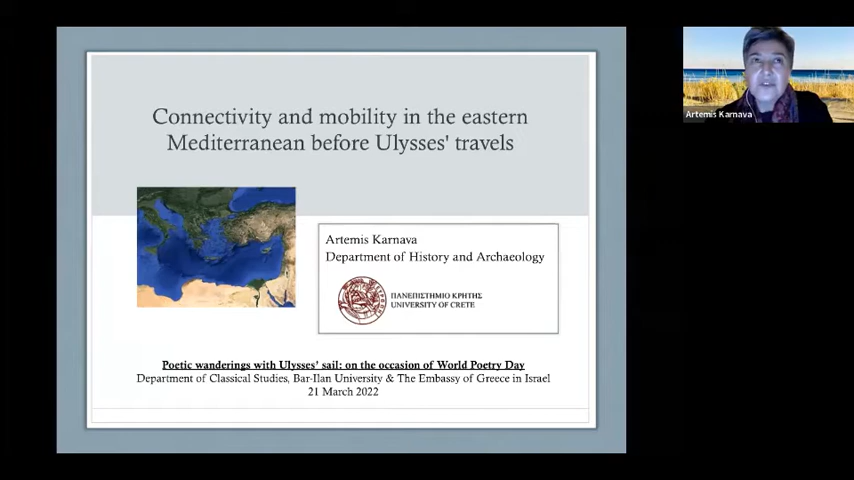 Connectivity and mobility in the eastern
Mediterranean before Ulysses' travels
Artemis Karnava
Department of History and Archaeology
ΠΑΝΕΠΙΣΤΗΜΙΟ ΚΡΗΤΗΣ
UNIVERSITY OF CRETE
Poetic wanderings with Ulysses' sail: on the occasion of World Poetry Day
Department of Classical Studies, Bar-Ilan University & The Embassy of Greece in Israel
21 March 2022
Artemis Karnava